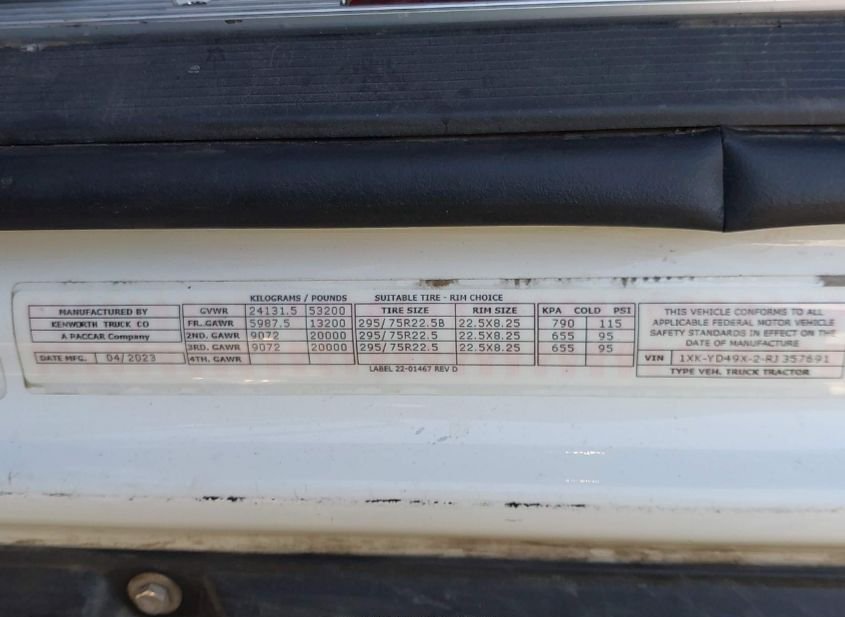 KILOGRAMS / POUNDS SUITABLE TIRE - RIM CHOICE
MANUFACTURED BY GVWR 24131.5 53200 TIRE SIZE RIM SIZE KPA COLD PSI
KENWORTH TRUCK CO FR. GAWR 5987.5 13200 295/75R22.5B 22.5X8.25 790 115
A PACCAR Company 2ND. GAWR 9072 20000 295/75R22.5 22.5X8.25 655 95
3RD. GAWR 9072 20000 295/75R22.5 22.5X8.25 655 95
DATE MFG. 04/2023 4TH. GAWR
LABEL 22-01467 REV D
THIS VEHICLE CONFORMS TO ALL
APPLICABLE FEDERAL MOTOR VEHICLE
SAFETY STANDARDS IN EFFECT ON THE
DATE OF MANUFACTURE
VIN 1XK-YD49X-2-RJ 357691
TYPE VEH. TRUCK TRACTOR